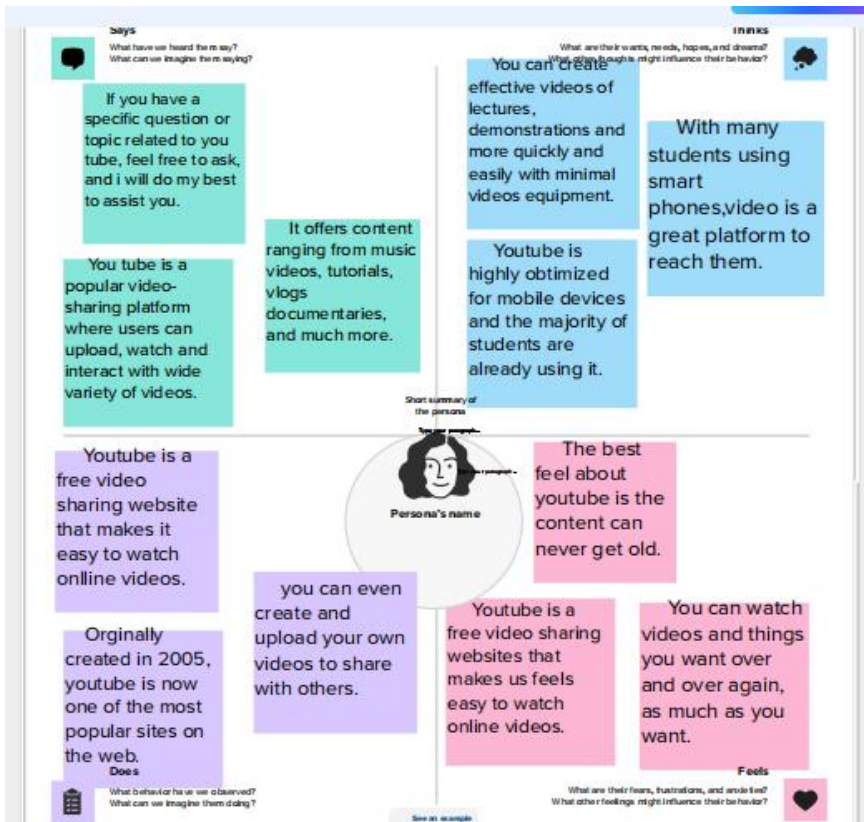 Says
What have we heard them say?
What can we imagine them saying?
If you have a
specific question or
topic related to you
tube, feel free to ask,
and i will do my best
to assist you.
It offers content
ranging from music
videos, tutorials,
vlogs
documentaries,
and much more.
You tube is a
popular video-
sharing platform
where users can
upload, watch and
interact with wide
variety of videos.
Thinks
What are their wants, needs, hopes, and dreams?
What other thoughts might influence their behavior?
You can create
effective videos of
lectures,
demonstrations and
more quickly and
easily with minimal
videos equipment.
With many
students using
smart
phones,video is a
great platform to
reach them.
Youtube is
highly obtimized
for mobile devices
and the majority of
students are
already using it.
Short summary of
the persona
Type your paragraph...
Persona's name
Youtube is a
free video
sharing website
that makes it
easy to watch
onlline videos.
you can even
create and
upload your own
videos to share
with others.
Orginally
created in 2005,
youtube is now
one of the most
popular sites on
the web.
Does
What behavior have we observed?
What can we imagine them doing?
The best
feel about
youtube is the
content can
never get old.
Youtube is a
free video sharing
websites that
makes us feels
easy to watch
online videos.
You can watch
videos and things
you want over
and over again,
as much as you
want.
Feels
What are their fears, frustrations, and anxieties?
What other feelings might influence their behavior?
See an example